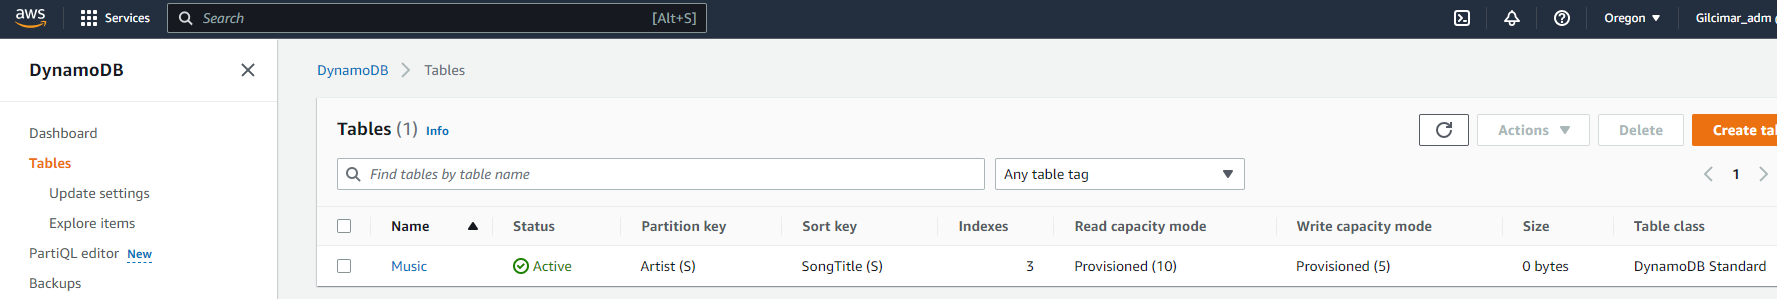 aws Services Search [Alt+S] Oregon Gilcimar_adm
DynamoDB
Dashboard
Tables
Update settings
Explore items
PartiQL editor New
Backups
DynamoDB Tables
Tables (1) Info Actions Delete Create tal
Find tables by table name Any table tag 1
Name Status Partition key Sort key Indexes Read capacity mode Write capacity mode Size Table class
Music Active Artist (S) SongTitle (S) 3 Provisioned (10) Provisioned (5) 0 bytes DynamoDB Standard